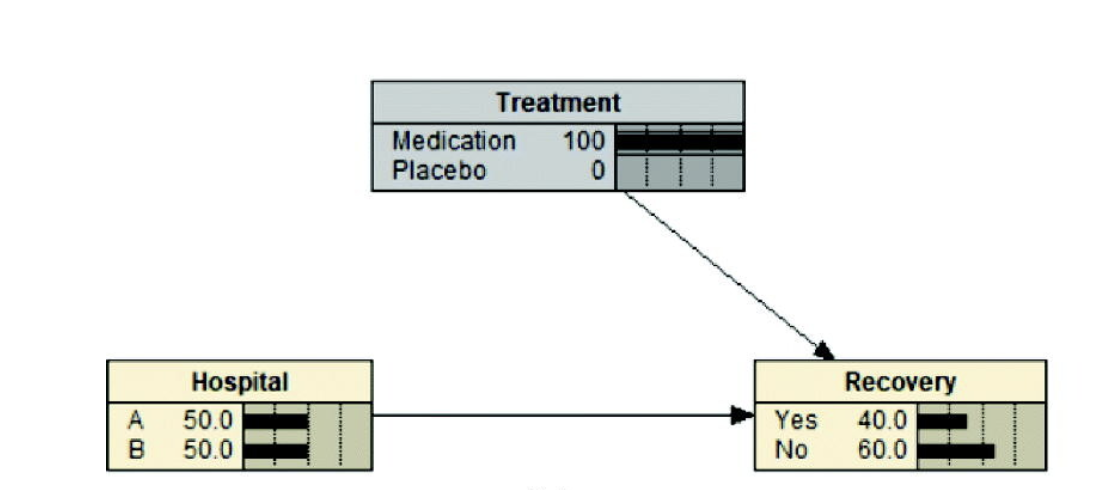 Treatment
Medication 100
Placebo 0
Hospital
A 50.0
B 50.0
Recovery
Yes 40.0
No 60.0